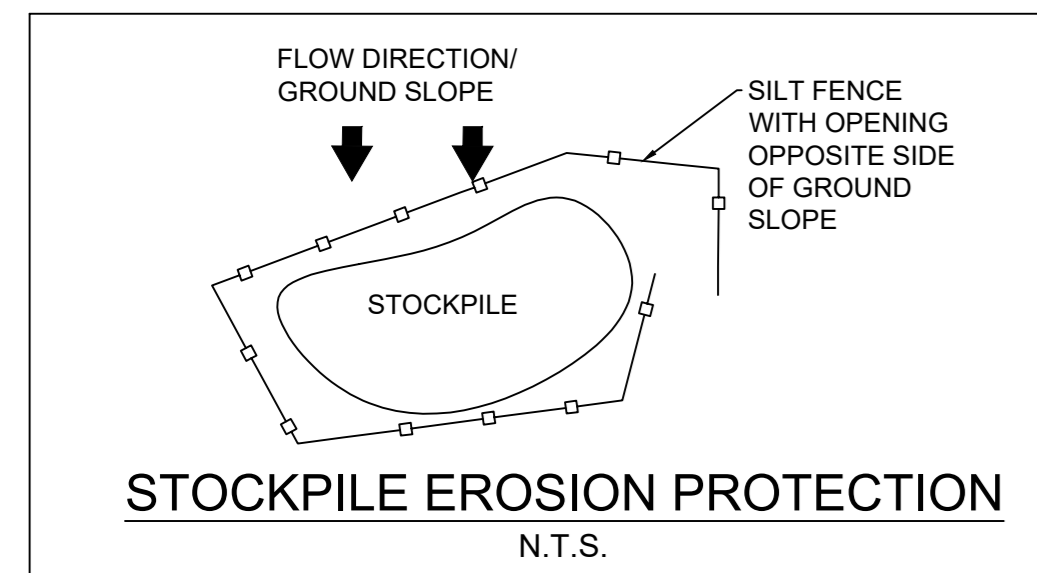 FLOW DIRECTION/
GROUND SLOPE
SILT FENCE
WITH OPENING
OPPOSITE SIDE
OF GROUND
SLOPE
STOCKPILE
STOCKPILE EROSION PROTECTION
N.T.S.